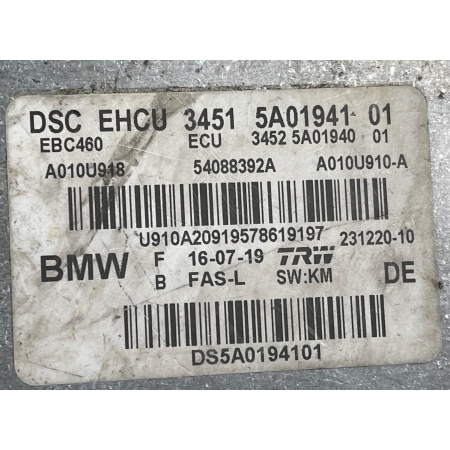 DSC EHCU 3451 5A01941 01
EBC460 ECU 3452 5A01940 01
A010U918 54088392A A010U910-A
U910A20919578619197 231220-10
BMW F 16-07-19 TRW
B FAS-L SW:KM DE
DS5A0194101